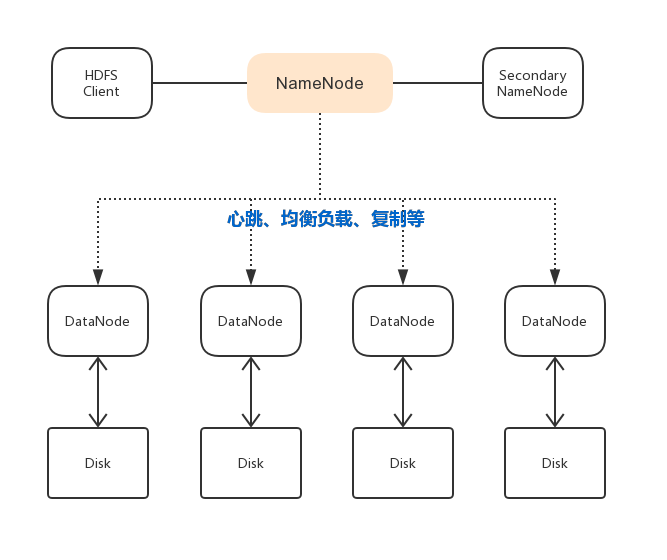 HDFS
Client
NameNode
Secondary
NameNode
心跳、均衡负载、复制等
DataNode
DataNode
DataNode
DataNode
Disk
Disk
Disk
Disk